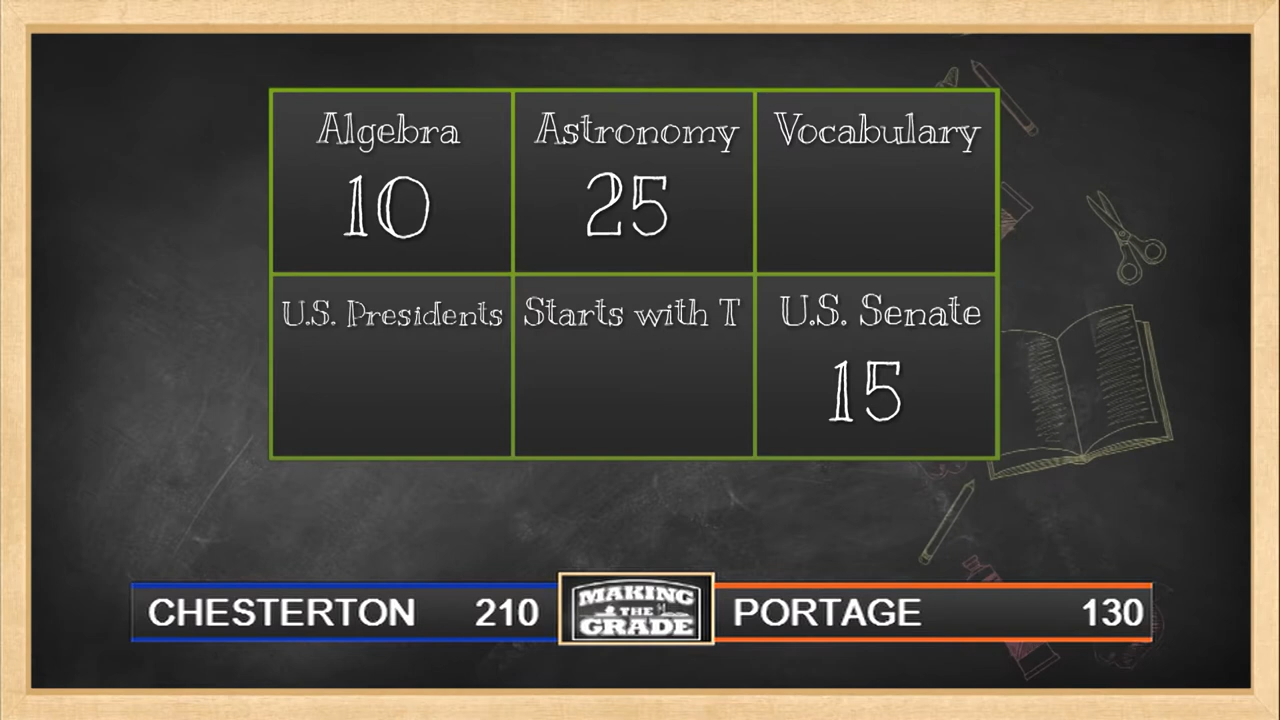 Algebra
10
Astronomy
25
Vocabulary
U.S. Presidents
Starts with T
U.S. Senate
15
CHESTERTON 210
MAKING
THE
GRADE
PORTAGE 130